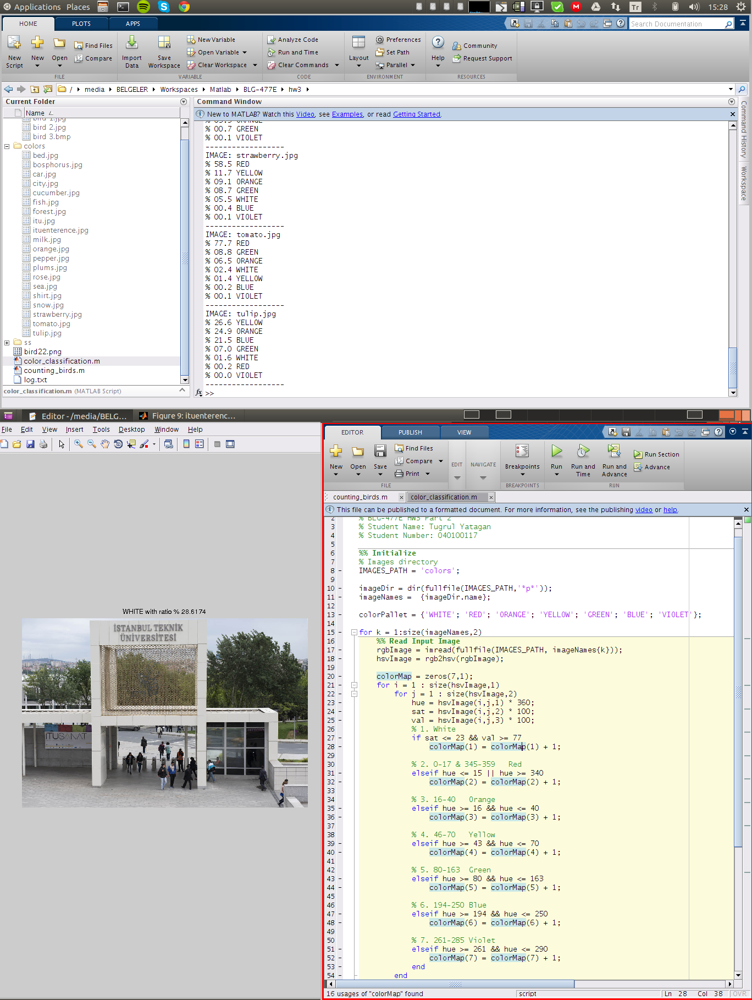 Applications Places
Tr
15:28
HOME PLOTS APPS
Search Documentation
New Script
New
Open
Find Files
Compare
Import Data
Save Workspace
New Variable
Open Variable
Clear Workspace
Analyze Code
Run and Time
Clear Commands
Layout
Preferences
Set Path
Parallel
Help
Community
Request Support
FILE VARIABLE CODE ENVIRONMENT RESOURCES
/ media BELGELER Workspaces Matlab BLG-477E hw3
Current Folder
Name
bird 1.jpg
bird 2.jpg
bird 3.bmp
colors
bed.jpg
bosphorus.jpg
car.jpg
city.jpg
cucumber.jpg
fish.jpg
forest.jpg
itu.jpg
ituenterence.jpg
milk.jpg
orange.jpg
pepper.jpg
plums.jpg
rose.jpg
sea.jpg
shirt.jpg
snow.jpg
strawberry.jpg
tomato.jpg
tulip.jpg
ss
bird22.png
color_classification.m
counting_birds.m
log.txt
color_classification.m (MATLAB Script)
Command Window
New to MATLAB? Watch this Video, see Examples, or read Getting Started.
ORANGE
% 00.7 GREEN
% 00.1 VIOLET
------------------
IMAGE: strawberry.jpg
% 58.5 RED
% 11.7 YELLOW
% 09.1 ORANGE
% 08.7 GREEN
% 05.5 WHITE
% 00.4 BLUE
% 00.1 VIOLET
------------------
IMAGE: tomato.jpg
% 77.7 RED
% 08.8 GREEN
% 06.5 ORANGE
% 02.4 WHITE
% 01.4 YELLOW
% 00.2 BLUE
% 00.1 VIOLET
------------------
IMAGE: tulip.jpg
% 26.6 YELLOW
% 24.9 ORANGE
% 21.5 BLUE
% 07.0 GREEN
% 01.6 WHITE
% 00.2 RED
% 00.0 VIOLET
------------------
fx >>
Command History
Workspace
Editor - /media/BELG...
Figure 9: ituenterenc...
File Edit View Insert Tools Desktop Window Help
WHITE with ratio % 28.6174
İSTANBUL TEKNİK
ÜNİVERSİTESİ
ITUSANAT
EDITOR PUBLISH VIEW
New
Open
Save
Find Files
Compare
Print
EDIT
NAVIGATE
Breakpoints
Run
Run and Time
Run and Advance
Run Section
Advance
FILE BREAKPOINTS RUN
counting_birds.m
color_classification.m
This file can be published to a formatted document. For more information, see the publishing video or help.
2 % BLG-477E HW3 Part 2
3 % Student Name: Tugrul Yatagan
4 % Student Number: 040100117
5
6 %% Initialize
7 % Images directory
8 - IMAGES_PATH = 'colors';
9
10 - imageDir = dir(fullfile(IMAGES_PATH,'*p*'));
11 - imageNames = {imageDir.name};
12
13 - colorPallet = {'WHITE'; 'RED'; 'ORANGE'; 'YELLOW'; 'GREEN'; 'BLUE'; 'VIOLET'};
14
15 - for k = 1:size(imageNames,2)
16 %% Read Input Image
17 - rgbImage = imread(fullfile(IMAGES_PATH, imageNames{k}));
18 - hsvImage = rgb2hsv(rgbImage);
19
20 - colorMap = zeros(7,1);
21 - for i = 1 : size(hsvImage,1)
22 - for j = 1 : size(hsvImage,2)
23 - hue = hsvImage(i,j,1) * 360;
24 - sat = hsvImage(i,j,2) * 100;
25 - val = hsvImage(i,j,3) * 100;
26 % 1. White
27 - if sat <= 23 && val >= 77
28 - colorMap(1) = colorMap(1) + 1;
29
30 % 2. 0-17 & 345-359 Red
31 - elseif hue <= 15 || hue >= 340
32 - colorMap(2) = colorMap(2) + 1;
33
34 % 3. 16-40 Orange
35 - elseif hue >= 16 && hue <= 40
36 - colorMap(3) = colorMap(3) + 1;
37
38 % 4. 46-70 Yellow
39 - elseif hue >= 43 && hue <= 70
40 - colorMap(4) = colorMap(4) + 1;
41
42 % 5. 80-163 Green
43 - elseif hue >= 80 && hue <= 163
44 - colorMap(5) = colorMap(5) + 1;
45
46 % 6. 194-250 Blue
47 - elseif hue >= 194 && hue <= 250
48 - colorMap(6) = colorMap(6) + 1;
49
50 % 7. 261-285 Violet
51 - elseif hue >= 261 && hue <= 290
52 - colorMap(7) = colorMap(7) + 1;
53 - end
54 - end
16 usages of "colorMap" found
script
Ln 28 Col 38 OVR